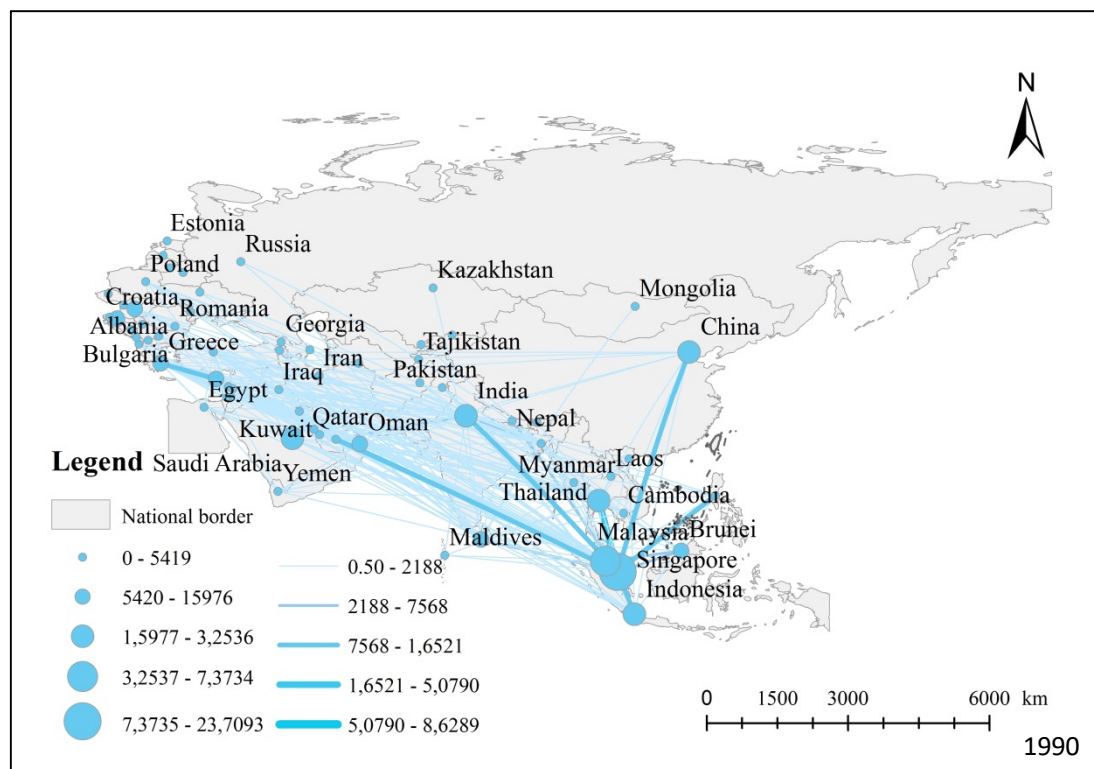 N
Estonia
Russia
Poland
Kazakhstan
Mongolia
Croatia
Romania
Georgia
China
Albania
Tajikistan
Bulgaria
Greece
Iran
Iraq
Pakistan
India
Egypt
Qatar
Oman
Nepal
Kuwait
Legend
Saudi Arabia
Yemen
Myanmar
Laos
Thailand
Cambodia
Maldives
Malaysia
Brunei
Singapore
Indonesia
National border
0 - 5419
0.50 - 2188
5420 - 15976
2188 - 7568
1,5977 - 3,2536
7568 - 1,6521
3,2537 - 7,3734
1,6521 - 5,0790
7,3735 - 23,7093
5,0790 - 8,6289
0 1500 3000 6000 km
1990